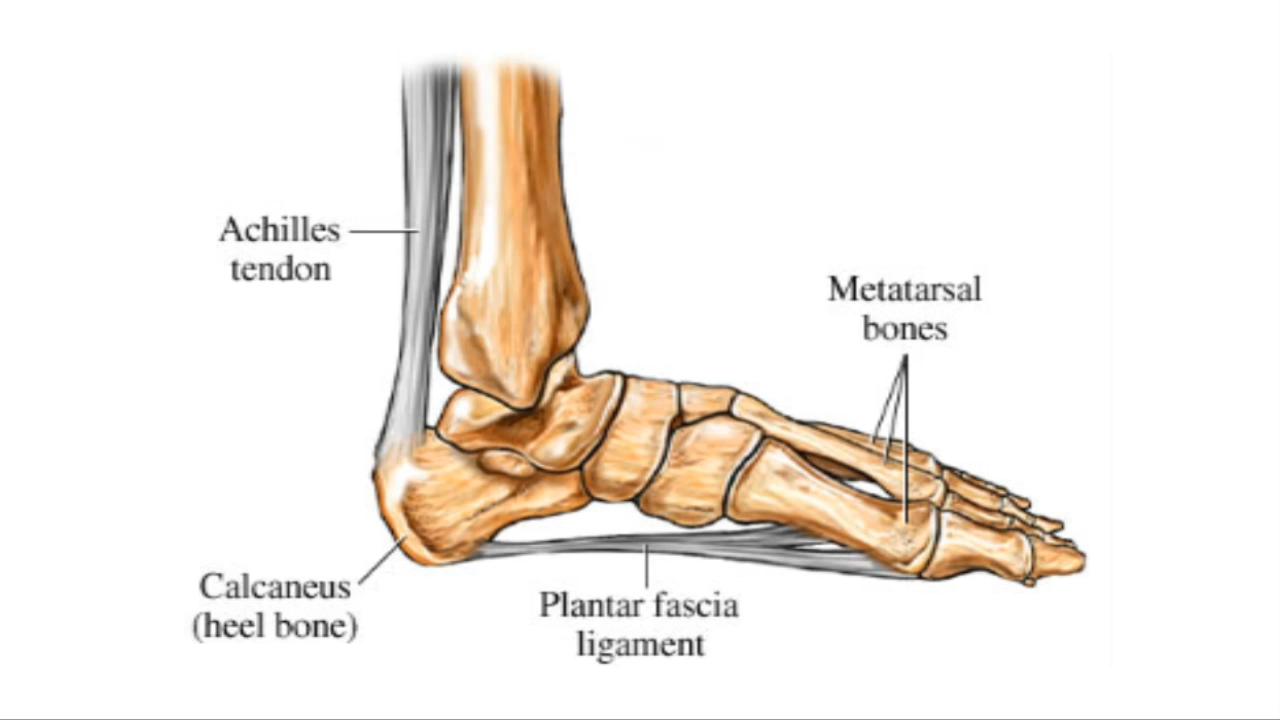 Achilles
tendon
Metatarsal
bones
Calcaneus
(heel bone)
Plantar fascia
ligament